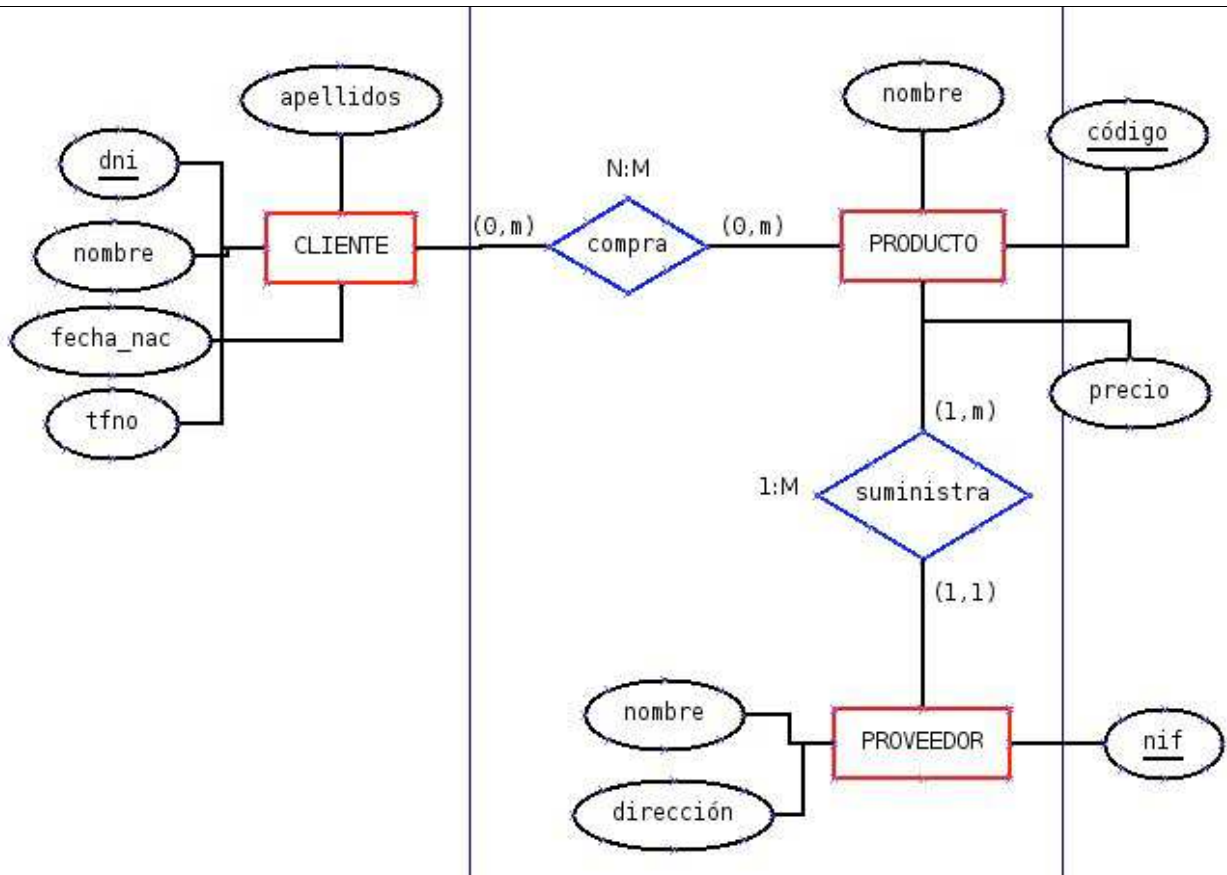 apellidos
nombre
código
dni
N:M
CLIENTE
(0,m)
compra
(0,m)
PRODUCTO
nombre
fecha_nac
tfno
precio
(1,m)
1:M
suministra
(1,1)
nombre
PROVEEDOR
nif
dirección